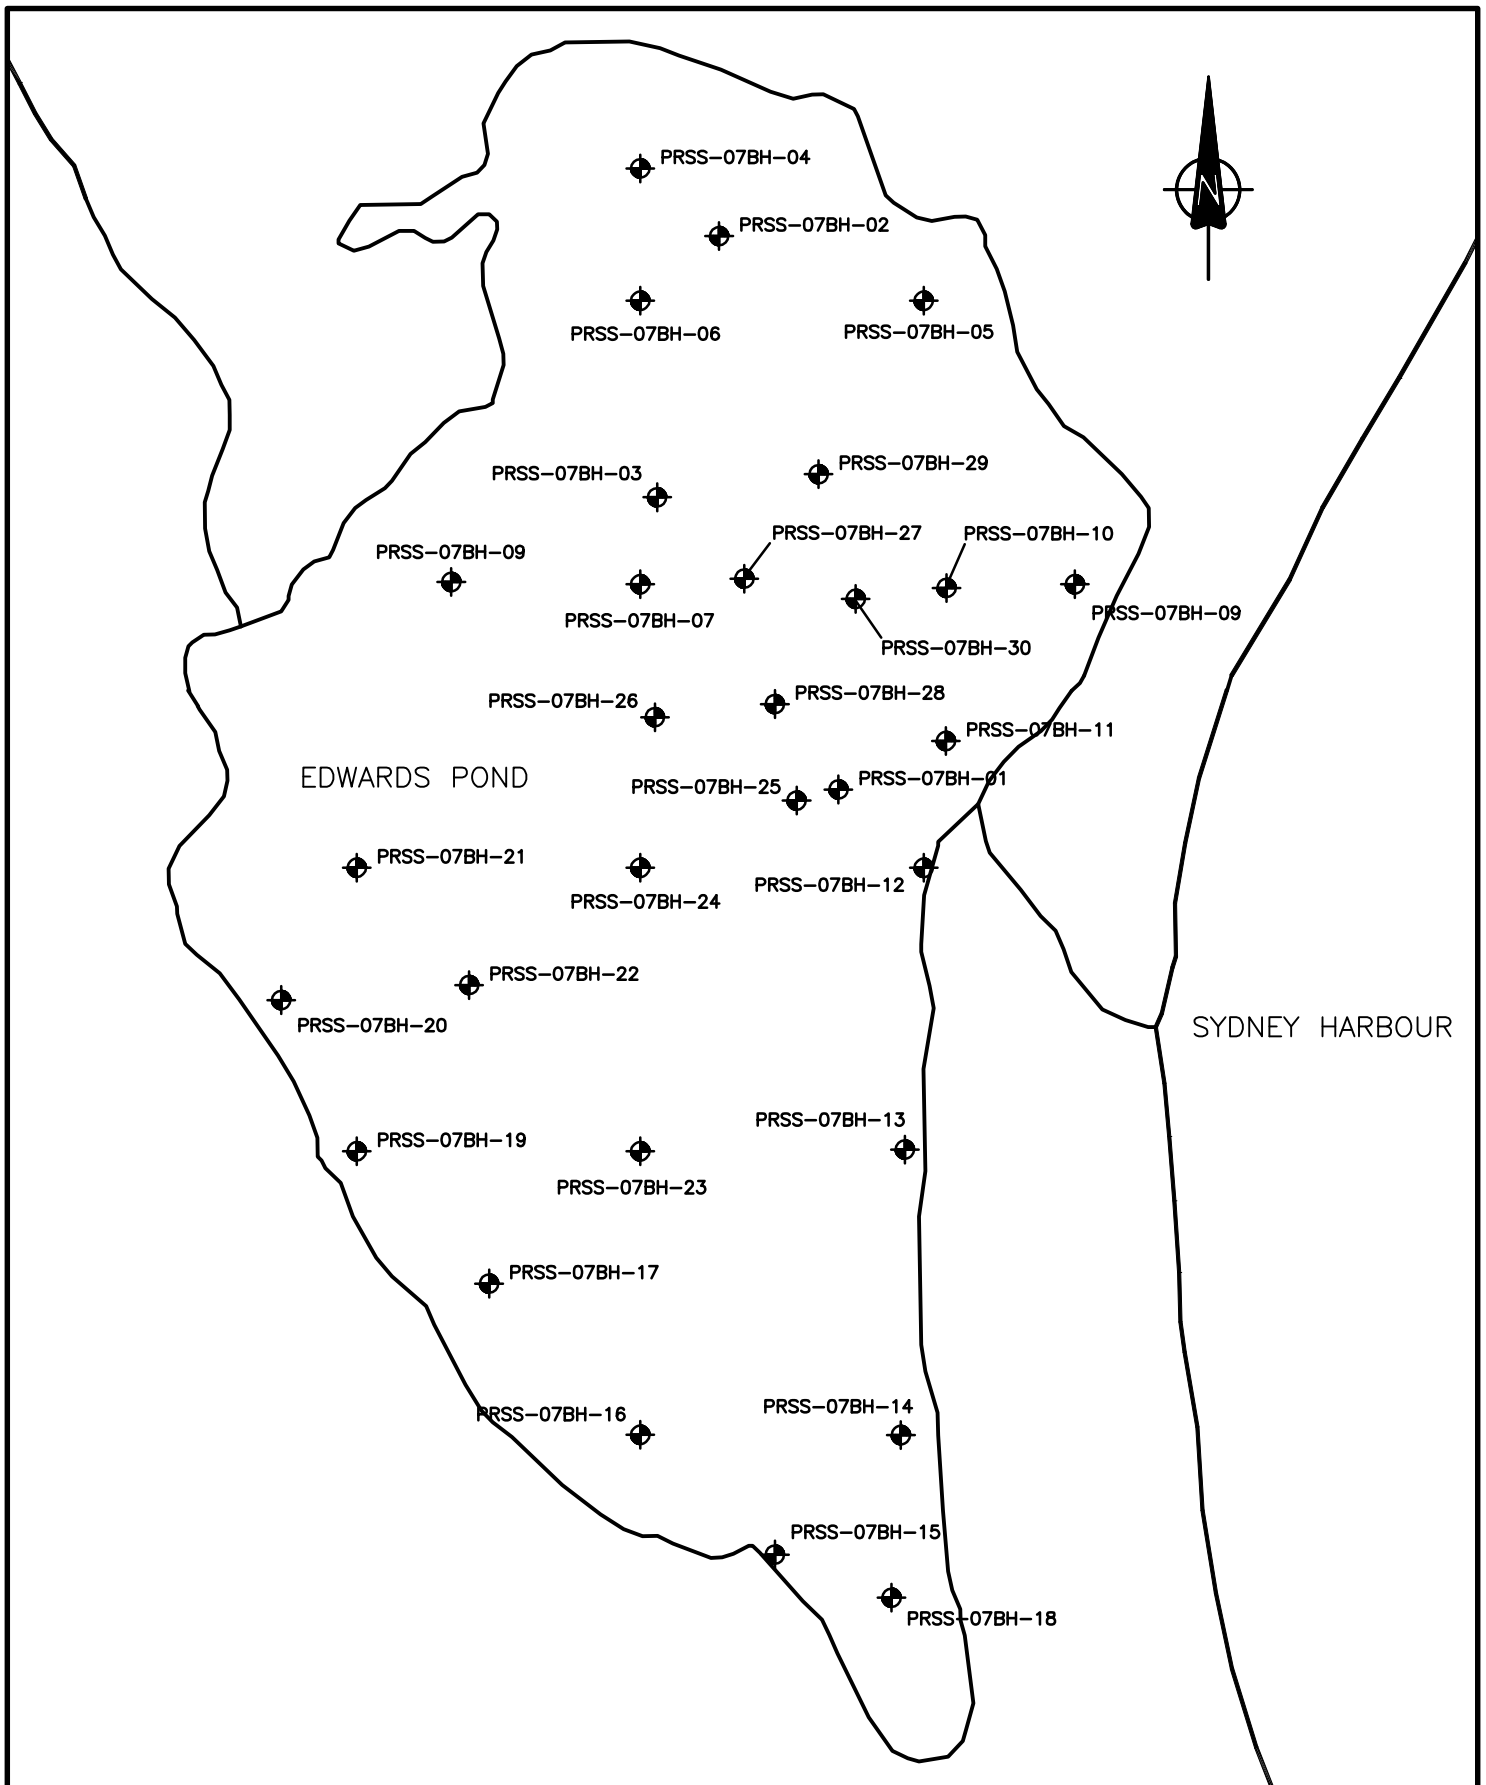 PRSS-07BH-04
N
PRSS-07BH-02
PRSS-07BH-06
PRSS-07BH-05
PRSS-07BH-03
PRSS-07BH-29
PRSS-07BH-27
PRSS-07BH-10
PRSS-07BH-09
PRSS-07BH-07
PRSS-07BH-09
PRSS-07BH-30
PRSS-07BH-26
PRSS-07BH-28
PRSS-07BH-11
EDWARDS POND
PRSS-07BH-25
PRSS-07BH-01
PRSS-07BH-21
PRSS-07BH-24
PRSS-07BH-12
PRSS-07BH-22
PRSS-07BH-20
SYDNEY HARBOUR
PRSS-07BH-19
PRSS-07BH-13
PRSS-07BH-23
PRSS-07BH-17
PRSS-07BH-16
PRSS-07BH-14
PRSS-07BH-15
PRSS-07BH-18